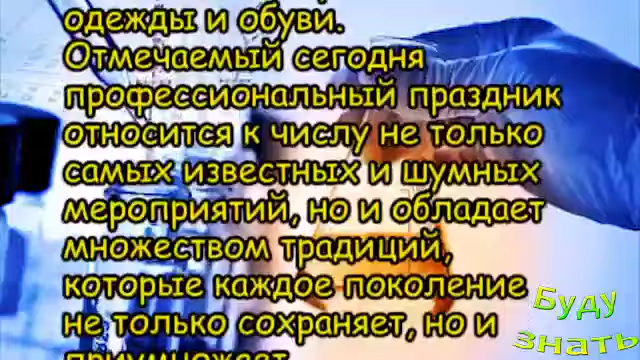 одежды и обуви.
Отмечаемый сегодня
профессиональный праздник
относится к числу не только
самых известных и шумных
мероприятий, но и обладает
множеством традиций,
которые каждое поколение
не только сохраняет, но и
приумножает
Буду
знать